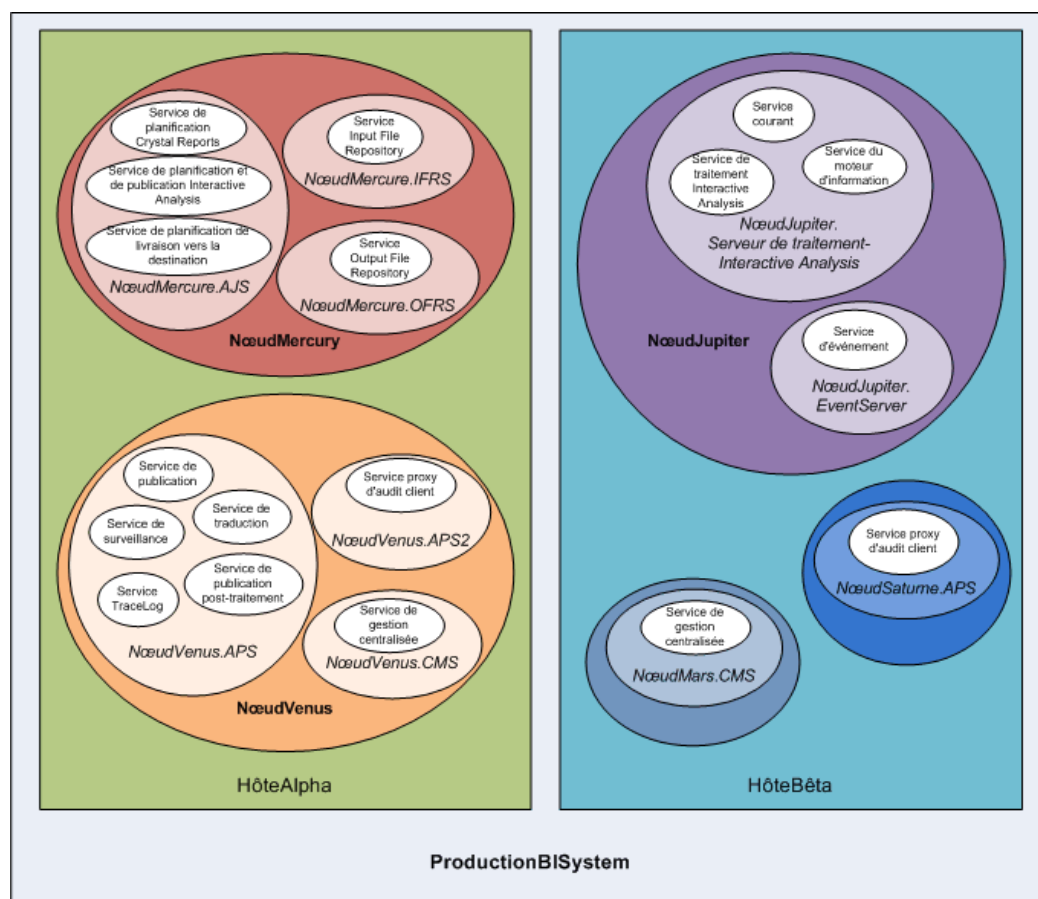 Service de
planification
Crystal Reports
Service de planification et
de publication Interactive
Analysis
Service de planification de
livraison vers la
destination
NœudMercure.AJS
Service
Input File
Repository
NœudMercure.IFRS
Service
Output File
Repository
NœudMercure.OFRS
NœudMercury
Service de
publication
Service de
surveillance
Service de
traduction
Service
TraceLog
Service de
publication
post-traitement
NœudVenus.APS
Service proxy
d'audit client
NœudVenus.APS2
Service de
gestion
centralisée
NœudVenus.CMS
NœudVenus
HôteAlpha
Service
courant
Service de
traitement
Interactive
Analysis
Service du
moteur
d'information
NœudJupiter.
Serveur de traitement-
Interactive Analysis
NœudJupiter
Service
d'événement
NœudJupiter.
EventServer
Service proxy
d'audit client
NœudSaturne.APS
Service de
gestion
centralisée
NœudMars.CMS
HôteBêta
ProductionBISystem